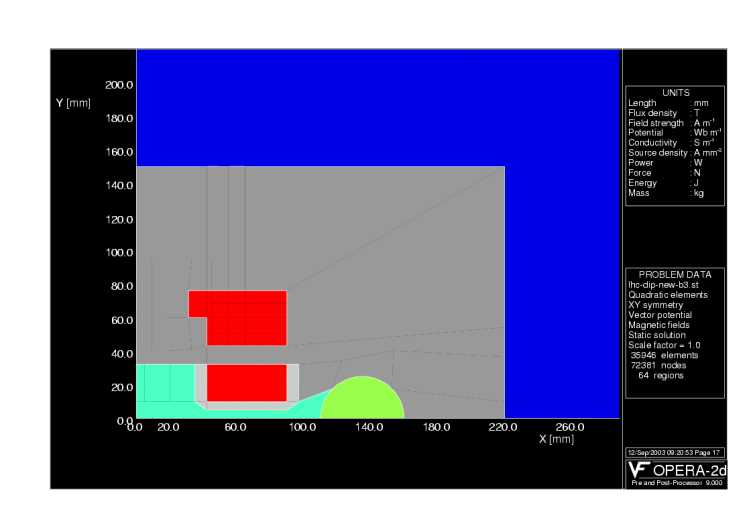 200.0
Y [mm]
180.0
160.0
140.0
120.0
100.0
80.0
60.0
40.0
20.0
0.0
0.0 20.0 60.0 100.0 140.0 180.0 220.0 260.0
X [mm]
UNITS
Length : mm
Flux density : T
Field strength : A m⁻¹
Potential : Wb m⁻¹
Conductivity : S m⁻¹
Source density : A mm⁻²
Power : W
Force : N
Energy : J
Mass : kg
PROBLEM DATA
lhc-dip-new-b3.st
Quadratic elements
XY symmetry
Vector potential
Magnetic fields
Static solution
Scale factor = 1.0
35946 elements
72381 nodes
64 regions
12/Sep/2003 09:20:53 Page 17
VF OPERA-2d
Pre and Post-Processor 9.000